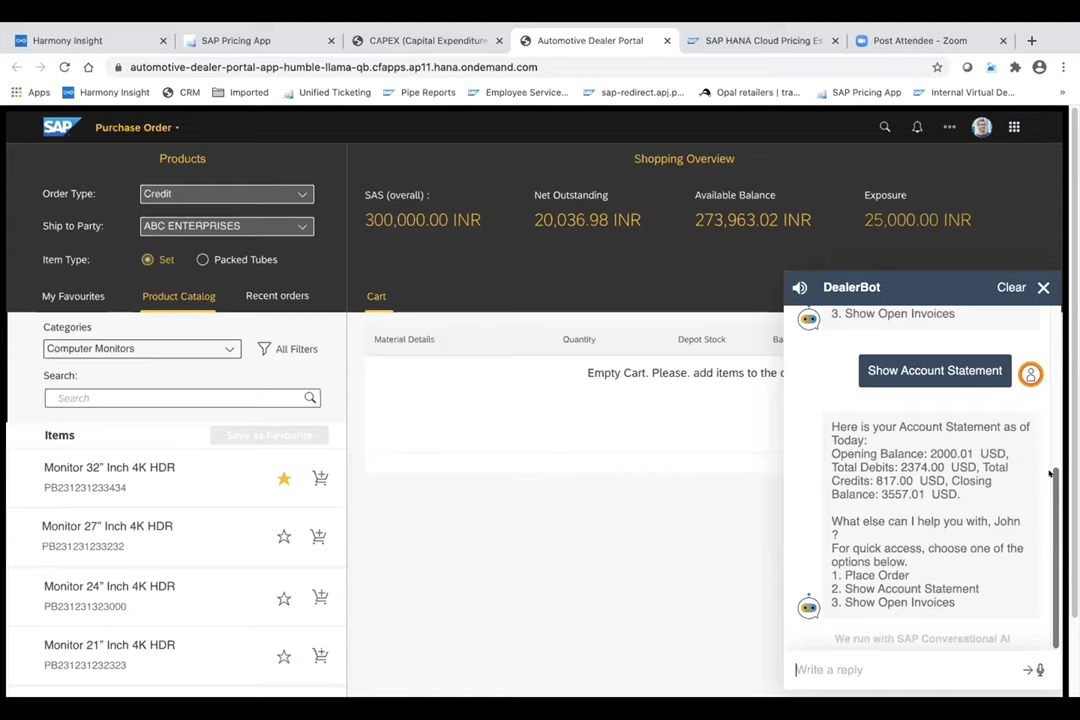 Harmony Insight
SAP Pricing App
CAPEX (Capital Expenditure
Automotive Dealer Portal
SAP HANA Cloud Pricing Es
Post Attendee - Zoom
automotive-dealer-portal-app-humble-llama-qb.cfapps.ap11.hana.ondemand.com
Apps
Harmony Insight
CRM
Imported
Unified Ticketing
Pipe Reports
Employee Service...
sap-redirect.apj.p...
Opal retailers | tra...
SAP Pricing App
Internal Virtual De...
SAP
Purchase Order
Products
Shopping Overview
Order Type:
Credit
Ship to Party:
ABC ENTERPRISES
Item Type:
Set
Packed Tubes
SAS (overall) :
300,000.00 INR
Net Outstanding
20,036.98 INR
Available Balance
273,963.02 INR
Exposure
25,000.00 INR
My Favourites
Product Catalog
Recent orders
Cart
Categories
Computer Monitors
All Filters
Search:
Search
Items
Save as Favourite
Monitor 32" Inch 4K HDR
PB231231233434
Monitor 27" Inch 4K HDR
PB231231233232
Monitor 24" Inch 4K HDR
PB231231323000
Monitor 21" Inch 4K HDR
PB231231232323
Material Details
Quantity
Depot Stock
Ba
Empty Cart. Please. add items to the c
DealerBot
Clear
3. Show Open Invoices
Show Account Statement
Here is your Account Statement as of
Today:
Opening Balance: 2000.01 USD,
Total Debits: 2374.00 USD, Total
Credits: 817.00 USD, Closing
Balance: 3557.01 USD.
What else can I help you with, John
?
For quick access, choose one of the
options below.
1. Place Order
2. Show Account Statement
3. Show Open Invoices
We run with SAP Conversational AI
Write a reply